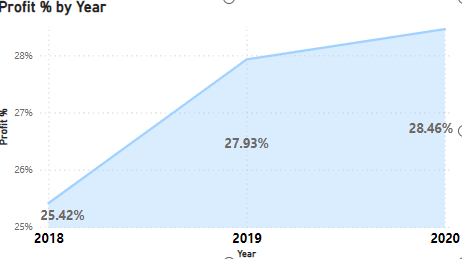 Profit % by Year
28%
27%
26%
25%
Profit %
25.42%
27.93%
28.46%
2018 2019 2020
Year